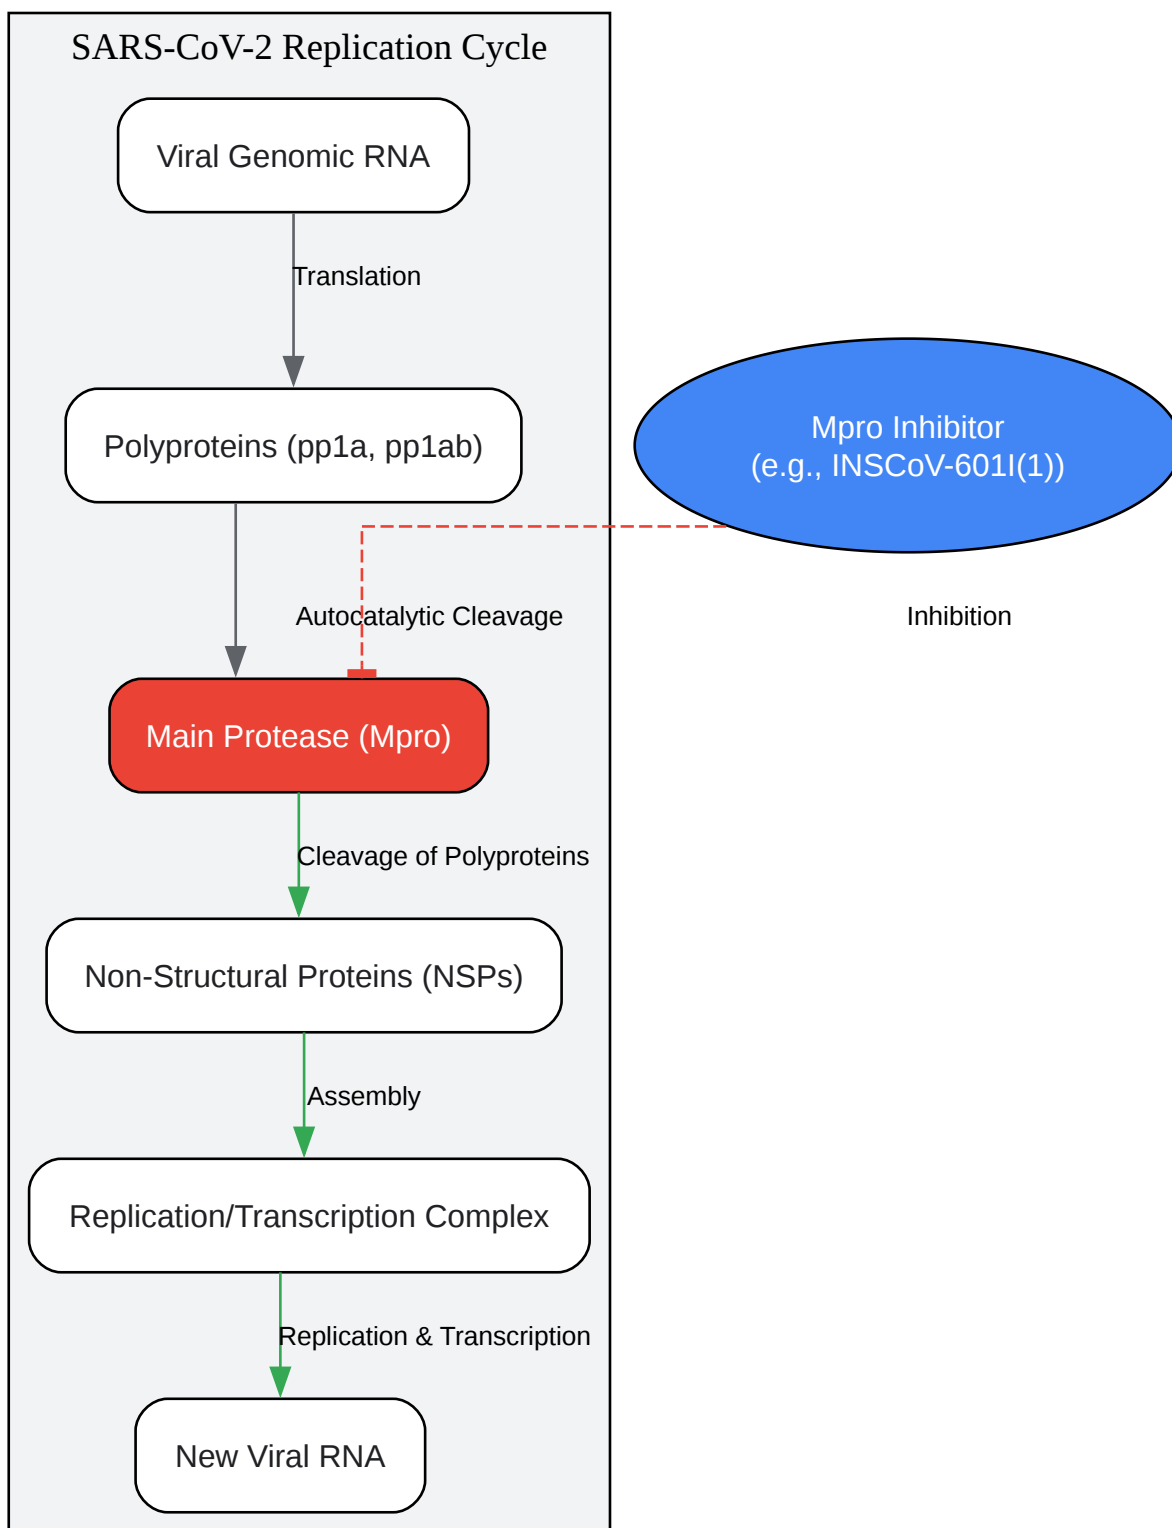 SARS-CoV-2 Replication Cycle
Viral Genomic RNA
Translation
Polyproteins (pp1a, pp1ab)
Mpro Inhibitor
(e.g., INSCoV-601I(1))
Autocatalytic Cleavage
Inhibition
Main Protease (Mpro)
Cleavage of Polyproteins
Non-Structural Proteins (NSPs)
Assembly
Replication/Transcription Complex
Replication & Transcription
New Viral RNA